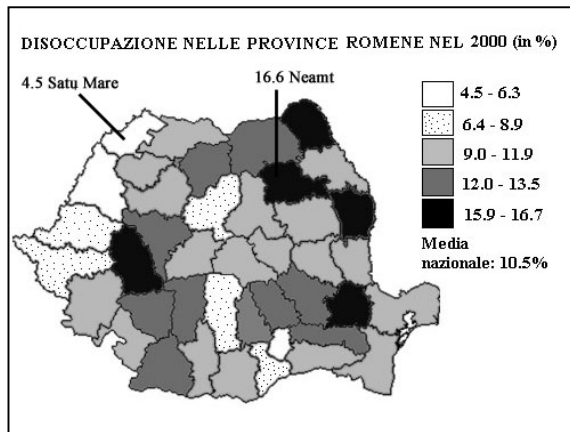 DISOCCUPAZIONE NELLE PROVINCE ROMENE NEL 2000 (in %)
4.5 Satu Mare
16.6 Neamt
4.5 - 6.3
6.4 - 8.9
9.0 - 11.9
12.0 - 13.5
15.9 - 16.7
Media
nazionale: 10.5%